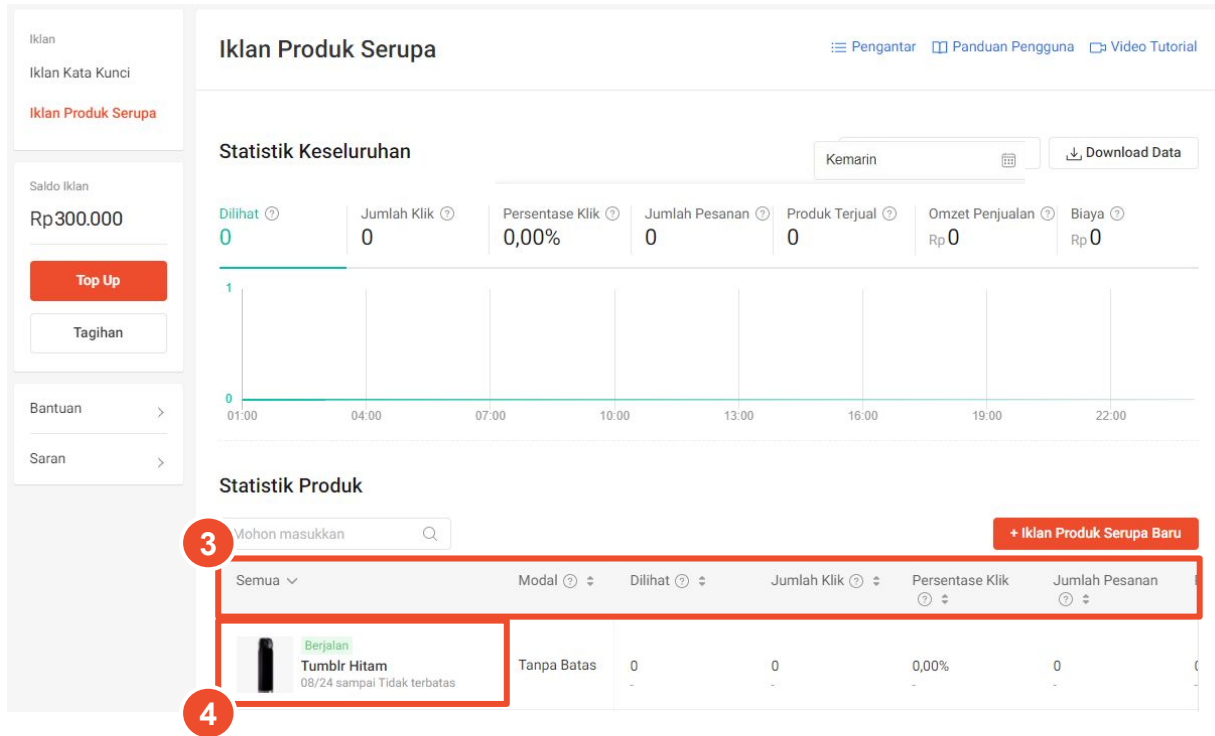 Iklan
Iklan Kata Kunci
Iklan Produk Serupa
Saldo Iklan
Rp300.000
Top Up
Tagihan
Bantuan
Saran
Iklan Produk Serupa
Pengantar Panduan Pengguna Video Tutorial
Statistik Keseluruhan
Kemarin
Download Data
Dilihat Jumlah Klik Persentase Klik Jumlah Pesanan Produk Terjual Omzet Penjualan Biaya
0 0 0,00% 0 0 Rp 0 Rp 0
1
0
01:00 04:00 07:00 10:00 13:00 16:00 19:00 22:00
Statistik Produk
Mohon masukkan
+ Iklan Produk Serupa Baru
3
Semua Modal Dilihat Jumlah Klik Persentase Klik Jumlah Pesanan
Berjalan
Tumblr Hitam Tanpa Batas 0 0 0,00% 0
08/24 sampai Tidak terbatas - - - -
4